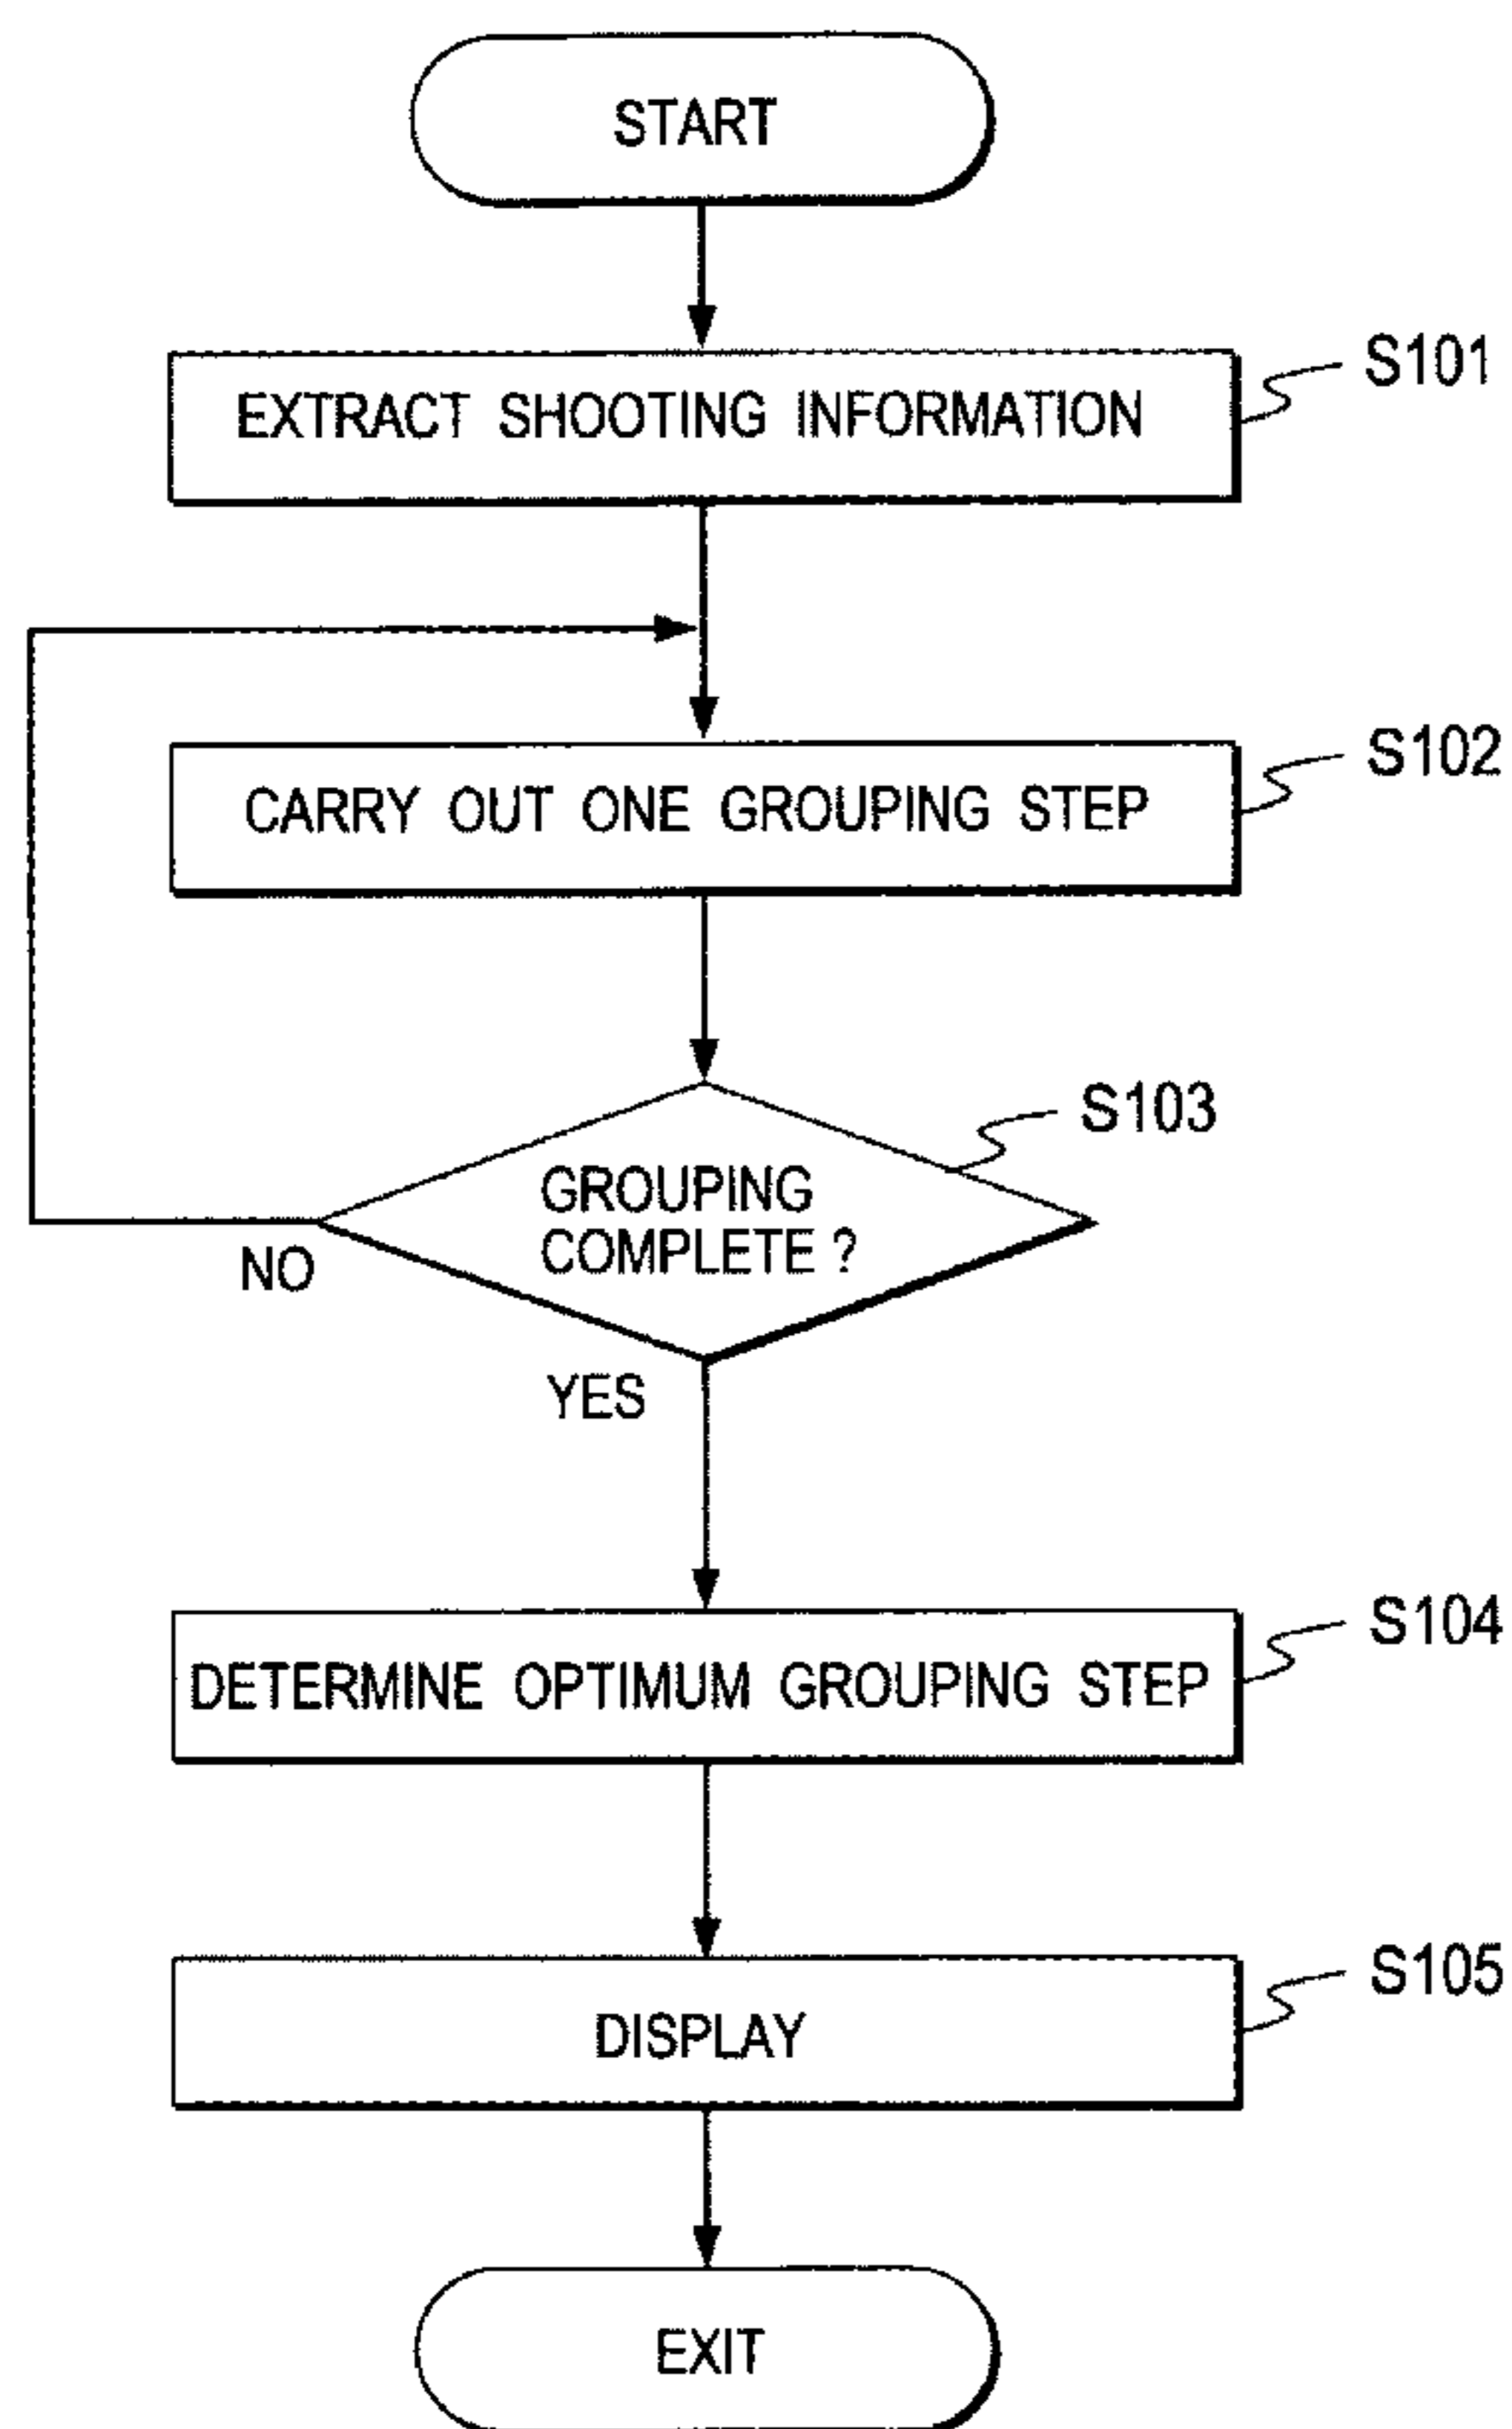 START
EXTRACT SHOOTING INFORMATION
S101
CARRY OUT ONE GROUPING STEP
S102
S103
GROUPING
COMPLETE ?
NO
YES
DETERMINE OPTIMUM GROUPING STEP
S104
DISPLAY
S105
EXIT